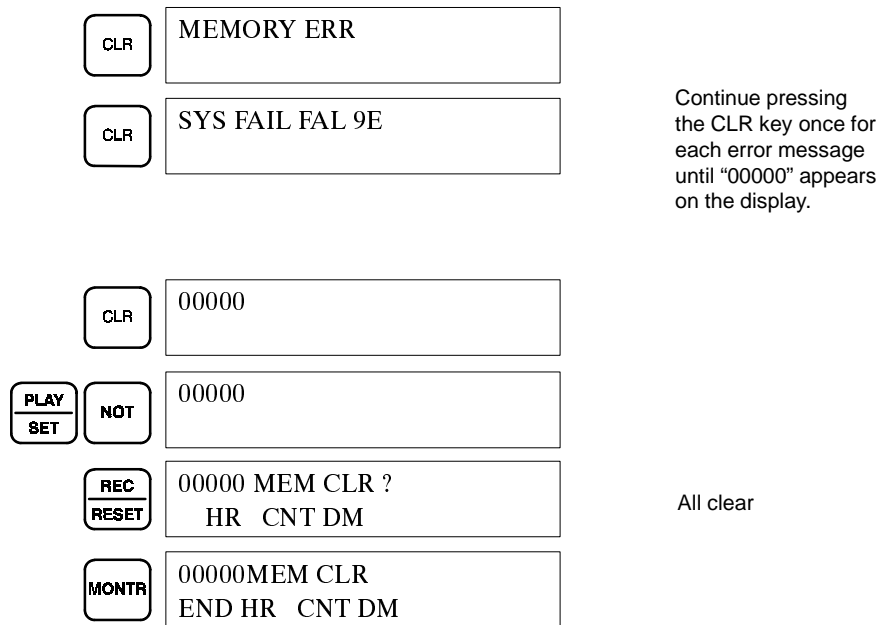 CLR
MEMORY ERR
CLR
SYS FAIL FAL 9E
Continue pressing
the CLR key once for
each error message
until “00000” appears
on the display.
CLR
00000
PLAY
SET
NOT
00000
REC
RESET
00000 MEM CLR ?
HR CNT DM
All clear
MONTR
00000MEM CLR
END HR CNT DM